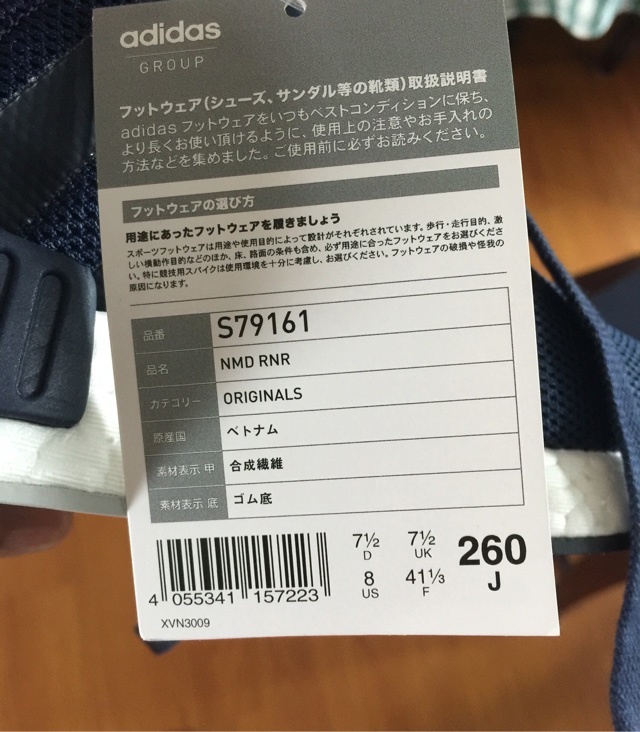 adidas
GROUP
フットウェア(シューズ、サンダル等の靴類)取扱説明書
adidas フットウェアをいつもベストコンディションに保ち、
より長くお使い頂けるように、使用上の注意やお手入れの
方法などを集めました。ご使用前に必ずお読みください。
フットウェアの選び方
用途にあったフットウェアを履きましょう
スポーツフットウェアは用途や使用目的によって設計がそれぞれされています。歩行・走行目的、激
しい横動作目的などのほか、床、路面の条件も含め、必ず用途に合ったフットウェアをお選びくださ
い。特に競技用スパイクは使用環境を十分に考慮し、お選びください。フットウェアの破損や怪我の
原因になります。
品番 S79161
品名 NMD RNR
カテゴリー ORIGINALS
原産国 ベトナム
素材表示 甲 合成繊維
素材表示 底 ゴム底
7½ 7½ 260
D UK J
8 41⅓
US F
4 055341 157223
XVN3009